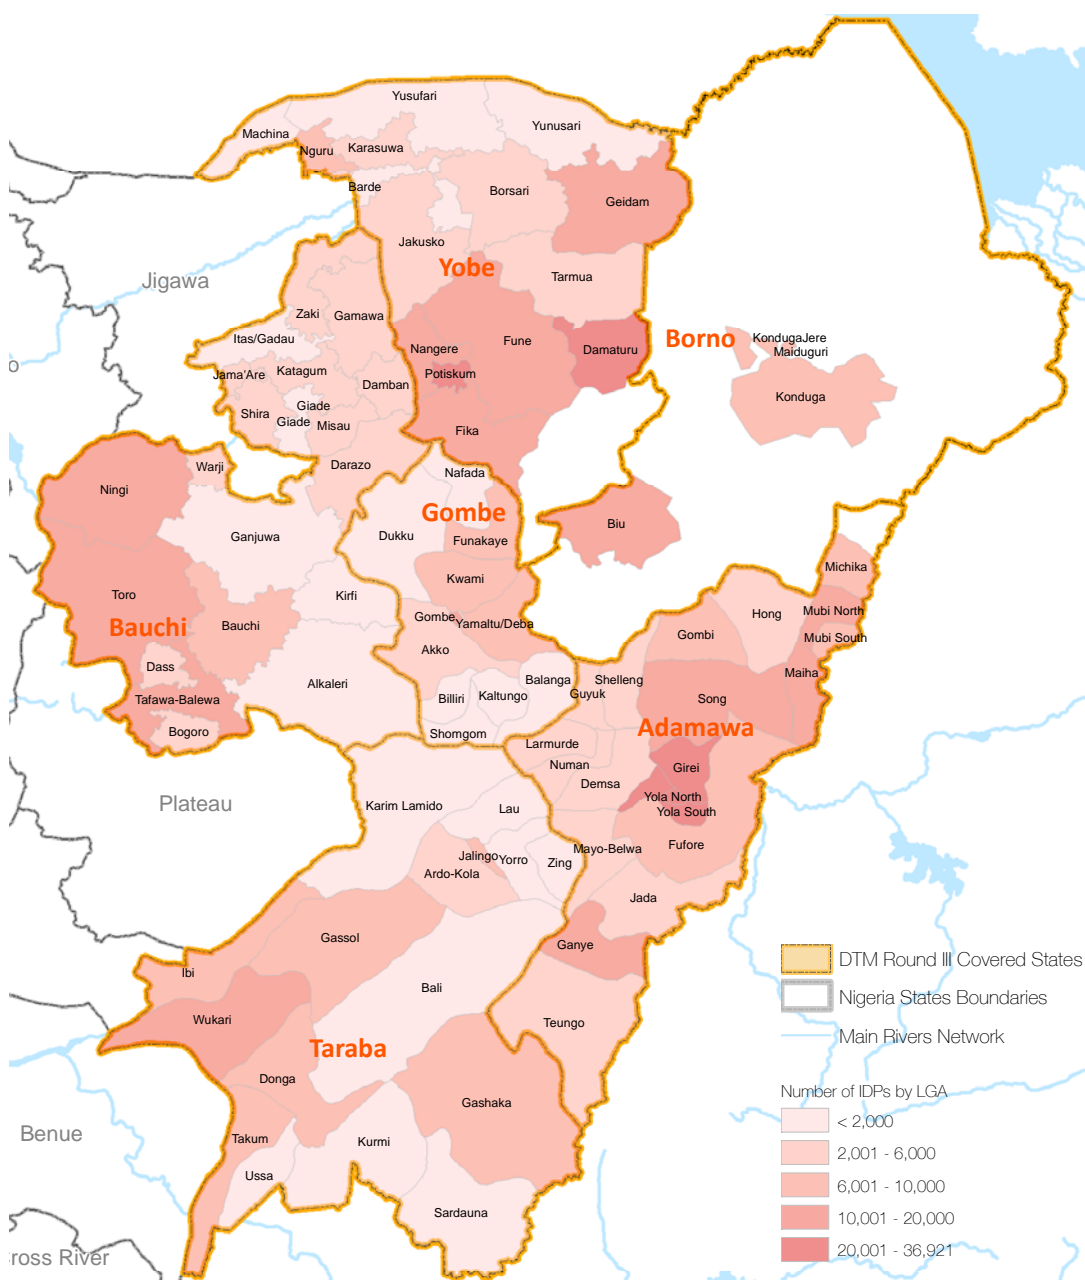 Yusufari
Yunusari
Machina
Nguru
Karasuwa
Barde
Borsari
Geidam
Jakusko
Yobe
Tarmua
Jigawa
Zaki
Gamawa
Itas/Gadau
Nangere
Fune
Damaturu
Borno
KondugaJere
Maiduguri
o
Jama'Are
Katagum
Potiskum
Damban
Konduga
Shira
Giade
Giade
Misau
Fika
Warji
Darazo
Nafada
Ningi
Gombe
Biu
Ganjuwa
Dukku
Funakaye
Michika
Kwami
Toro
Kirfi
Hong
Mubi North
Bauchi
Bauchi
Gombe
Yamaltu/Deba
Gombi
Mubi South
Akko
Dass
Balanga
Shelleng
Maiha
Alkaleri
Tafawa-Balewa
Billiri
Kaltungo
Guyuk
Song
Bogoro
Shomgom
Adamawa
Larmurde
Numan
Girei
Demsa
Plateau
Karim Lamido
Lau
Yola North
Yola South
Jalingo
Yorro
Zing
Mayo-Belwa
Fufore
Ardo-Kola
Jada
Gassol
Ganye
Ibi
Bali
Wukari
Teungo
Taraba
Donga
Gashaka
Benue
Takum
Kurmi
Ussa
Sardauna
ross River
DTM Round III Covered States
Nigeria States Boundaries
Main Rivers Network
Number of IDPs by LGA
< 2,000
2,001 - 6,000
6,001 - 10,000
10,001 - 20,000
20,001 - 36,921